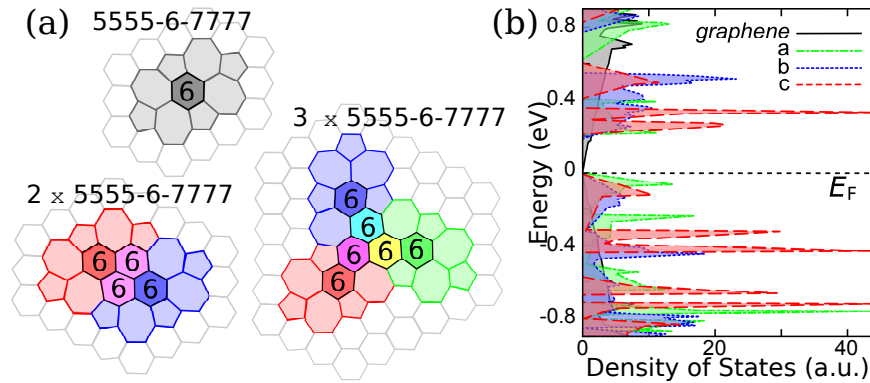 (a)
5555-6-7777
6
2 x 5555-6-7777
6 6
6 6
3 x 5555-6-7777
6
6
6 6 6
6
(b)
graphene
a
b
c
0.8
0.4
0
-0.4
-0.8
Energy (eV)
E_F
0 20 40
Density of States (a.u.)